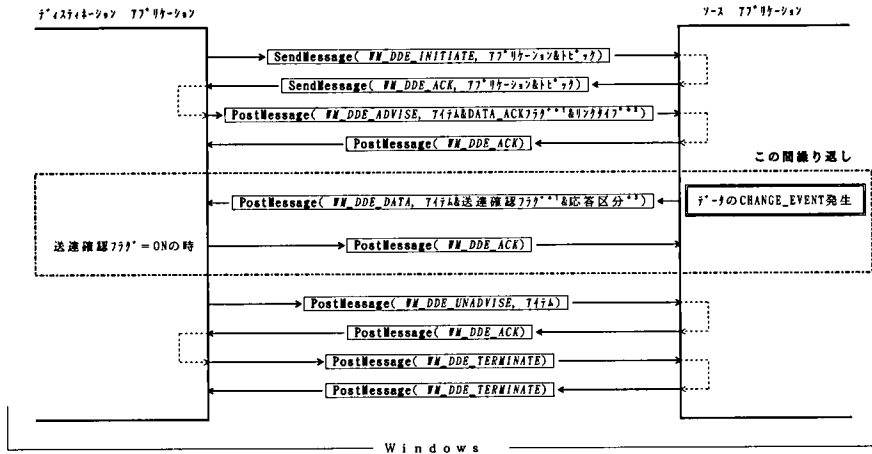 ﾃﾞｨｽﾃｨﾈｰｼｮﾝ ｱﾌﾟﾘｹｰｼｮﾝ
ｿｰｽ ｱﾌﾟﾘｹｰｼｮﾝ
SendMessage( WM_DDE_INITIATE, ｱﾌﾟﾘｹｰｼｮﾝ&ﾄﾋﾟｯｸ)
SendMessage( WM_DDE_ACK, ｱﾌﾟﾘｹｰｼｮﾝ&ﾄﾋﾟｯｸ)
PostMessage( WM_DDE_ADVISE, ｱｲﾃﾑ&DATA_ACKﾌﾗｸﾞ&ﾘﾝｸﾀｲﾌﾟ)
PostMessage( WM_DDE_ACK)
この間繰り返し
PostMessage( WM_DDE_DATA, ｱｲﾃﾑ&送達確認ﾌﾗｸﾞ&応答区分)
ﾃﾞｰﾀのCHANGE_EVENT発生
送達確認ﾌﾗｸﾞ=ONの時
PostMessage( WM_DDE_ACK)
PostMessage( WM_DDE_UNADVISE, ｱｲﾃﾑ)
PostMessage( WM_DDE_ACK)
PostMessage( WM_DDE_TERMINATE)
PostMessage( WM_DDE_TERMINATE)
Windows